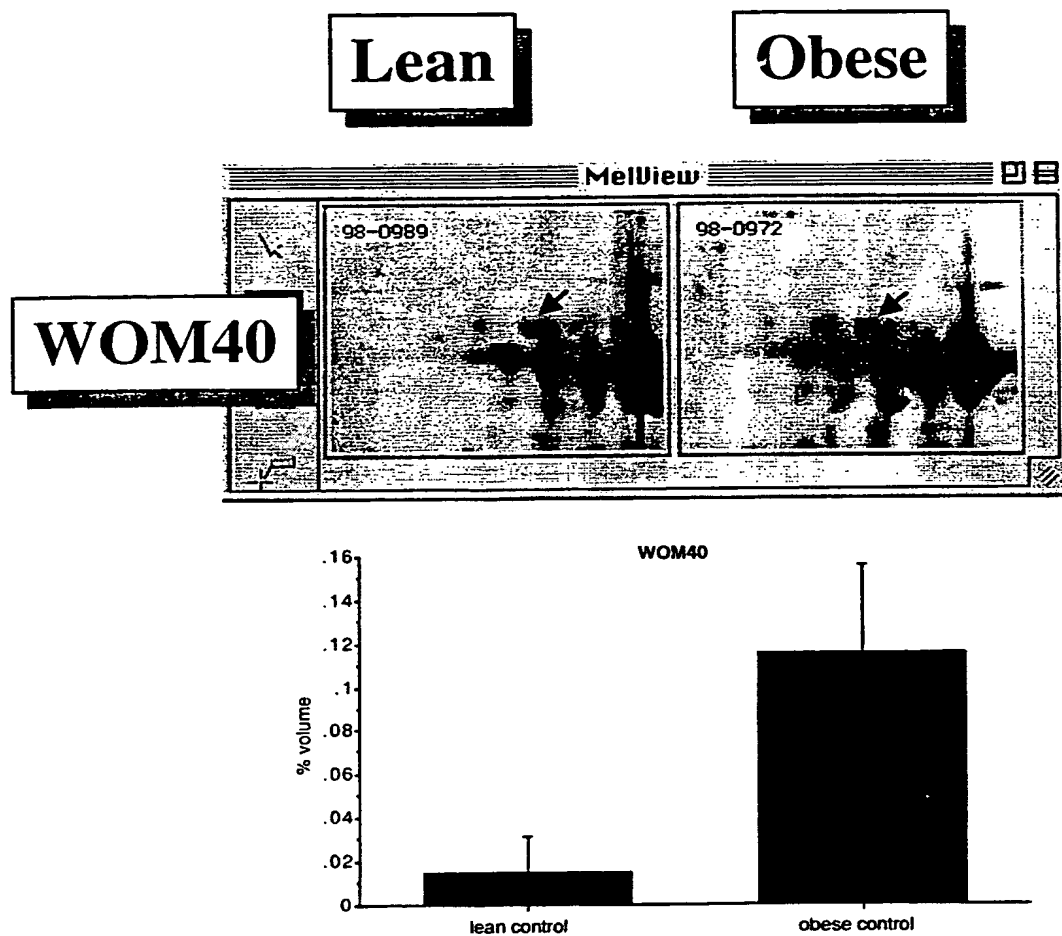 Lean
Obese
MelView
98-0989
98-0972
WOM40
WOM40
.16
.14
.12
.1
.08
.06
.04
.02
0
% volume
lean control
obese control